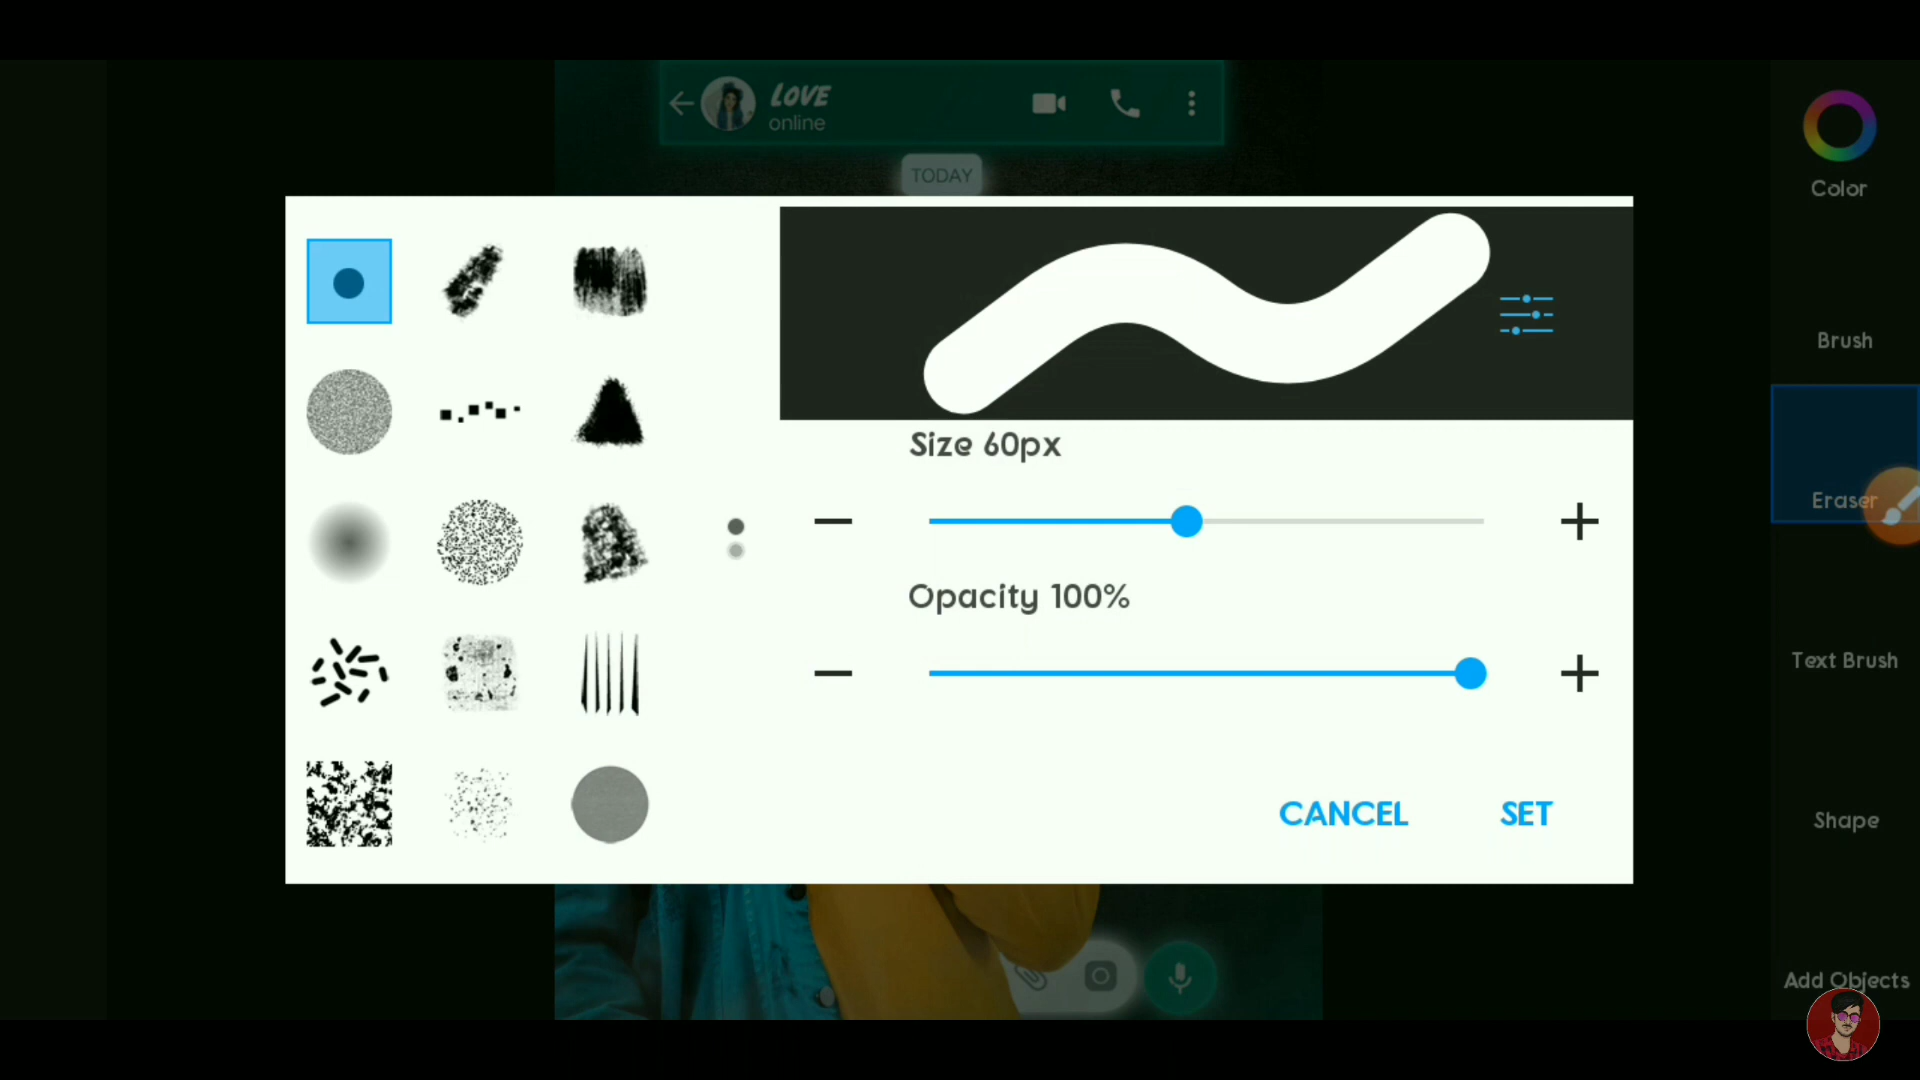 LOVE
online
TODAY
Color
Brush
Size 60px
Eraser
Opacity 100%
Text Brush
CANCEL
SET
Shape
Add Objects